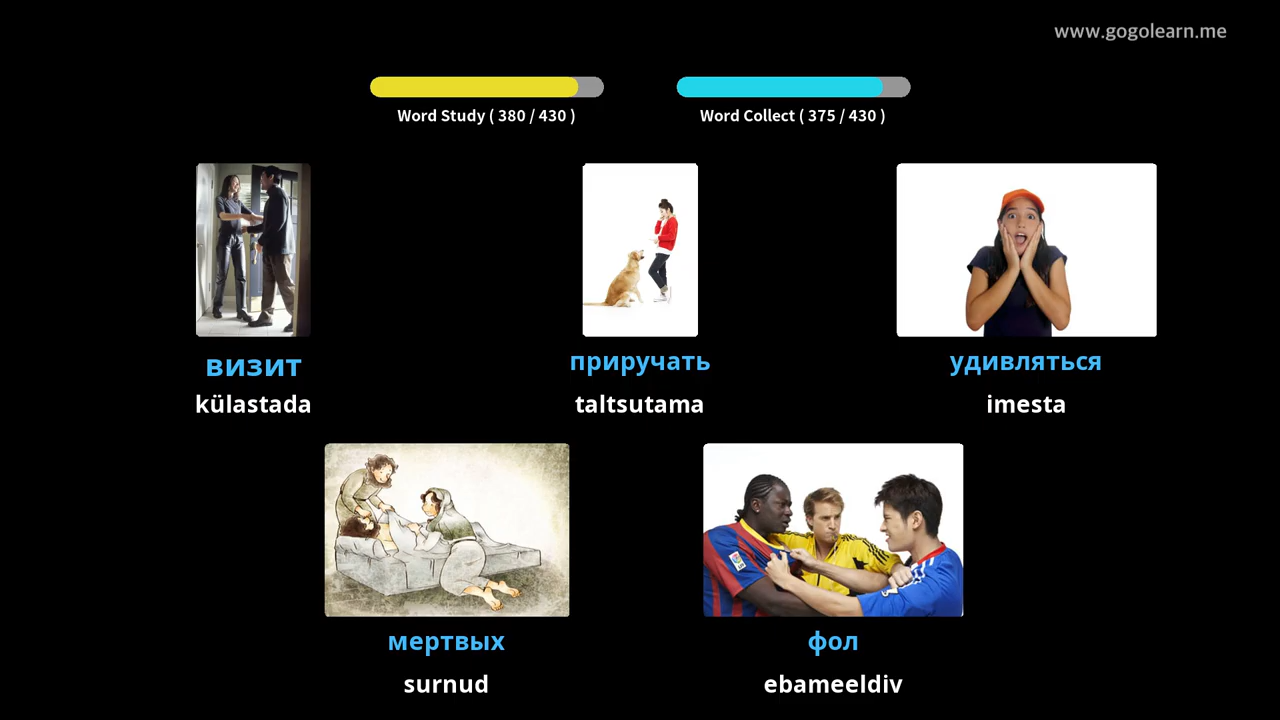 www.gogolearn.me
Word Study ( 380 / 430 )
Word Collect ( 375 / 430 )
визит
külastada
приручать
taltsutama
удивляться
imesta
мертвых
surnud
фол
ebameeldiv